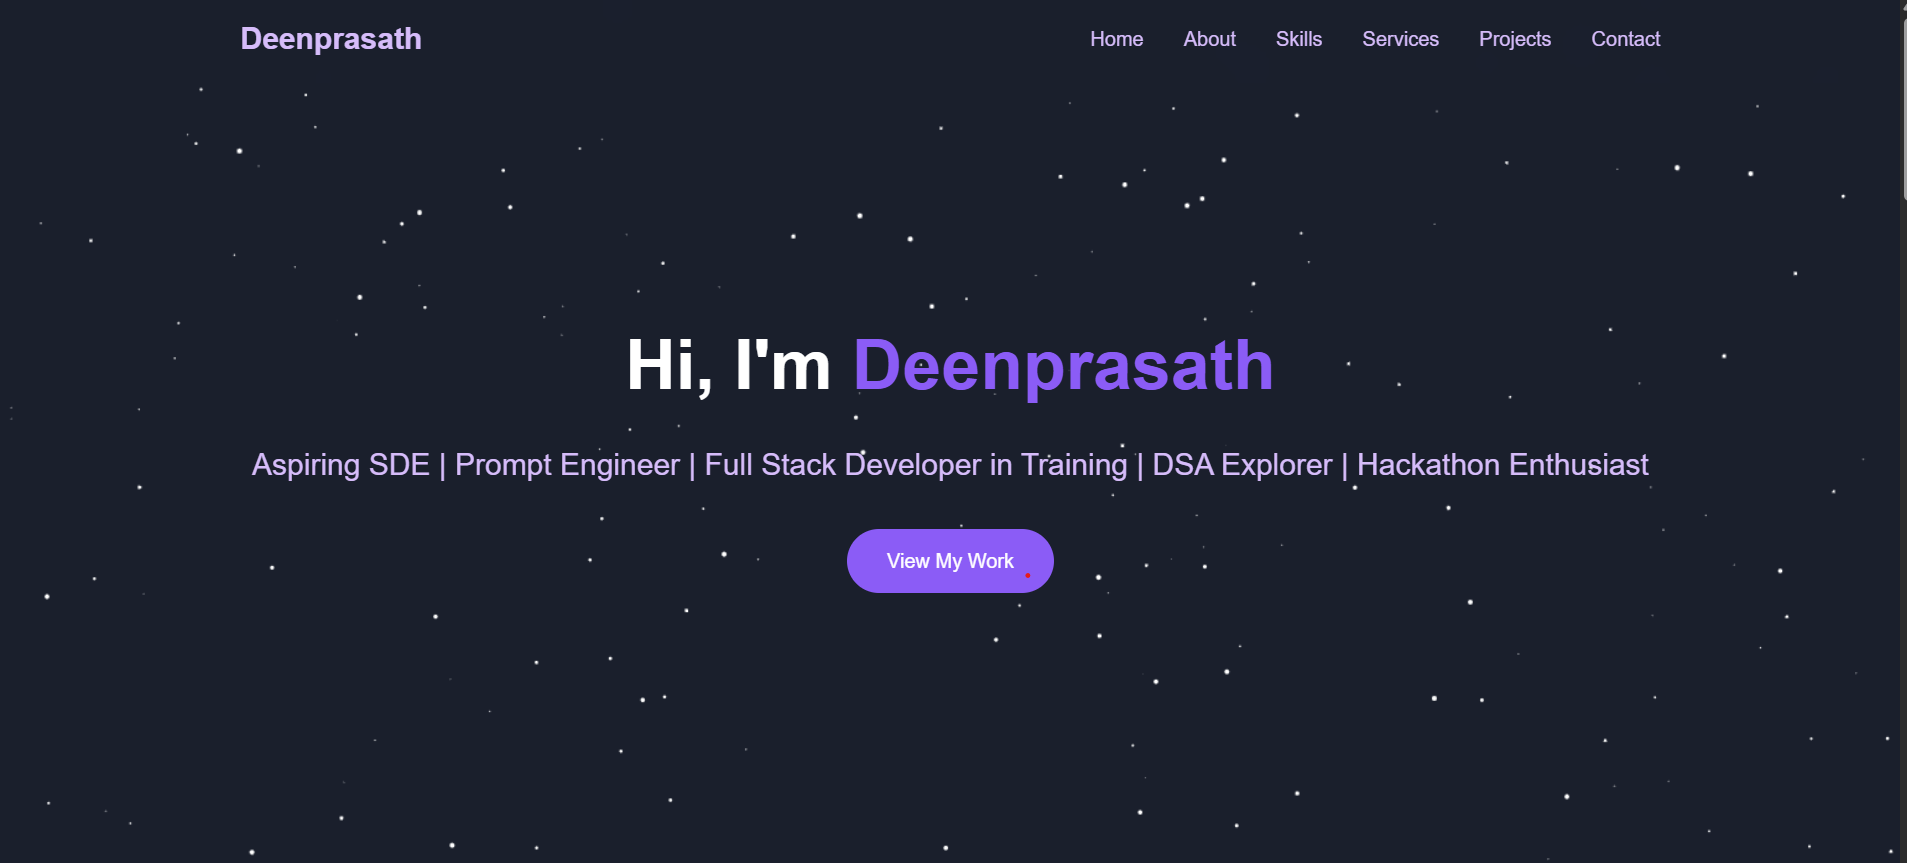 Deenprasath
Home About Skills Services Projects Contact
Hi, I'm Deenprasath
Aspiring SDE | Prompt Engineer | Full Stack Developer in Training | DSA Explorer | Hackathon Enthusiast
View My Work